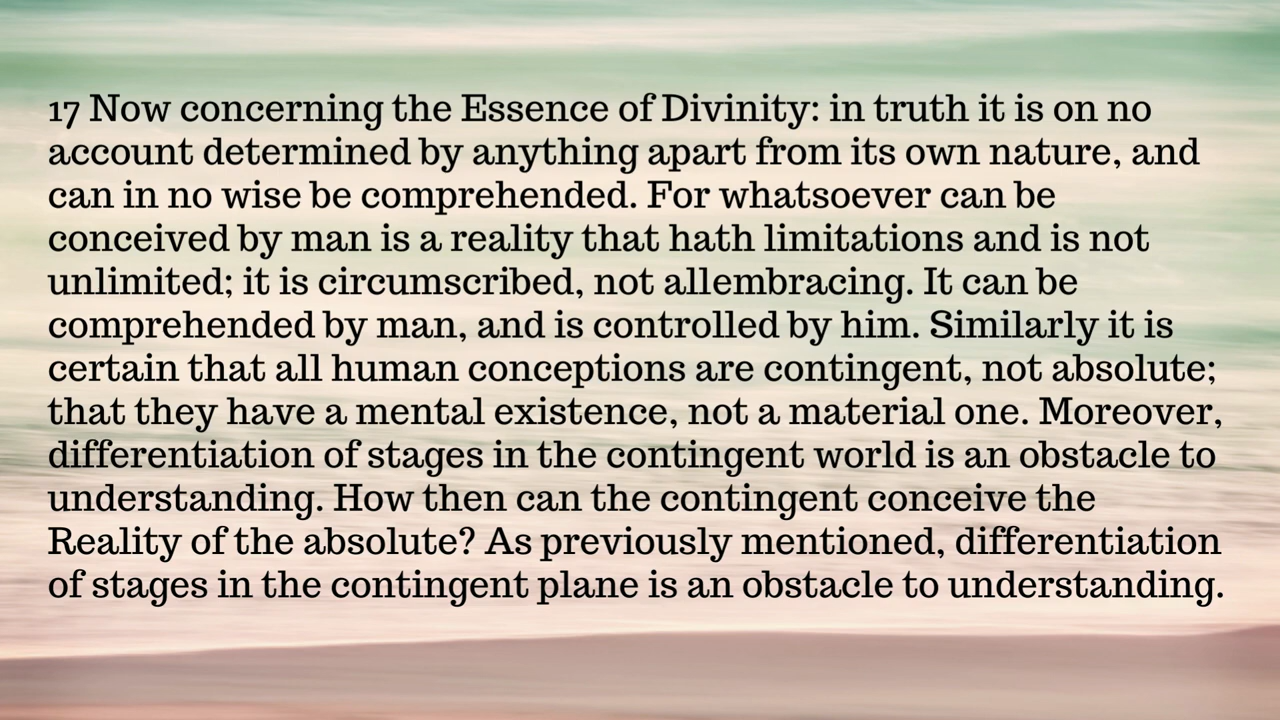 17 Now concerning the Essence of Divinity: in truth it is on no
account determined by anything apart from its own nature, and
can in no wise be comprehended. For whatsoever can be
conceived by man is a reality that hath limitations and is not
unlimited; it is circumscribed, not allembracing. It can be
comprehended by man, and is controlled by him. Similarly it is
certain that all human conceptions are contingent, not absolute;
that they have a mental existence, not a material one. Moreover,
differentiation of stages in the contingent world is an obstacle to
understanding. How then can the contingent conceive the
Reality of the absolute? As previously mentioned, differentiation
of stages in the contingent plane is an obstacle to understanding.